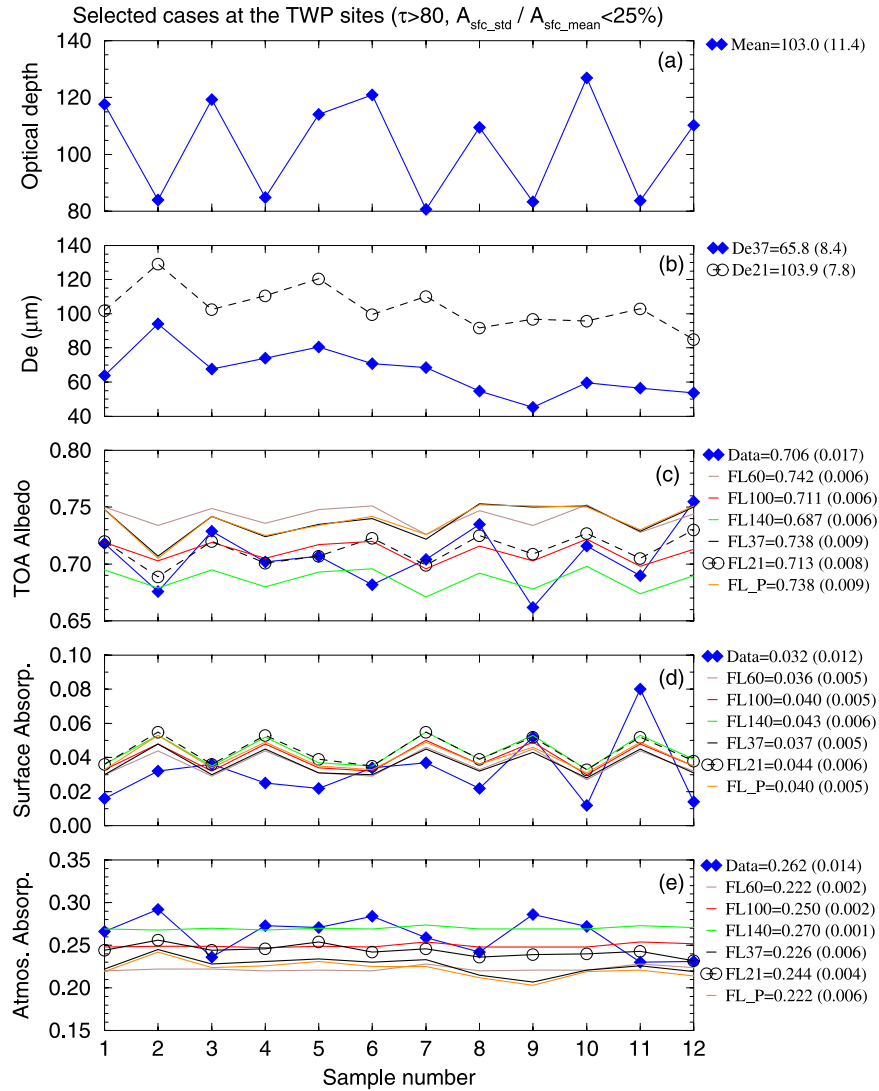 Selected cases at the TWP sites (τ>80, A_sfc_std / A_sfc_mean<25%)
140
120
100
80
Optical depth
(a)
Mean=103.0 (11.4)
140
120
100
80
60
40
De (μm)
(b)
De37=65.8 (8.4)
De21=103.9 (7.8)
0.80
0.75
0.70
0.65
TOA Albedo
(c)
Data=0.706 (0.017)
FL60=0.742 (0.006)
FL100=0.711 (0.006)
FL140=0.687 (0.006)
FL37=0.738 (0.009)
FL21=0.713 (0.008)
FL_P=0.738 (0.009)
0.10
0.08
0.06
0.04
0.02
0.00
Surface Absorp.
(d)
Data=0.032 (0.012)
FL60=0.036 (0.005)
FL100=0.040 (0.005)
FL140=0.043 (0.006)
FL37=0.037 (0.005)
FL21=0.044 (0.006)
FL_P=0.040 (0.005)
0.35
0.30
0.25
0.20
0.15
Atmos. Absorp.
(e)
Data=0.262 (0.014)
FL60=0.222 (0.002)
FL100=0.250 (0.002)
FL140=0.270 (0.001)
FL37=0.226 (0.006)
FL21=0.244 (0.004)
FL_P=0.222 (0.006)
1 2 3 4 5 6 7 8 9 10 11 12
Sample number